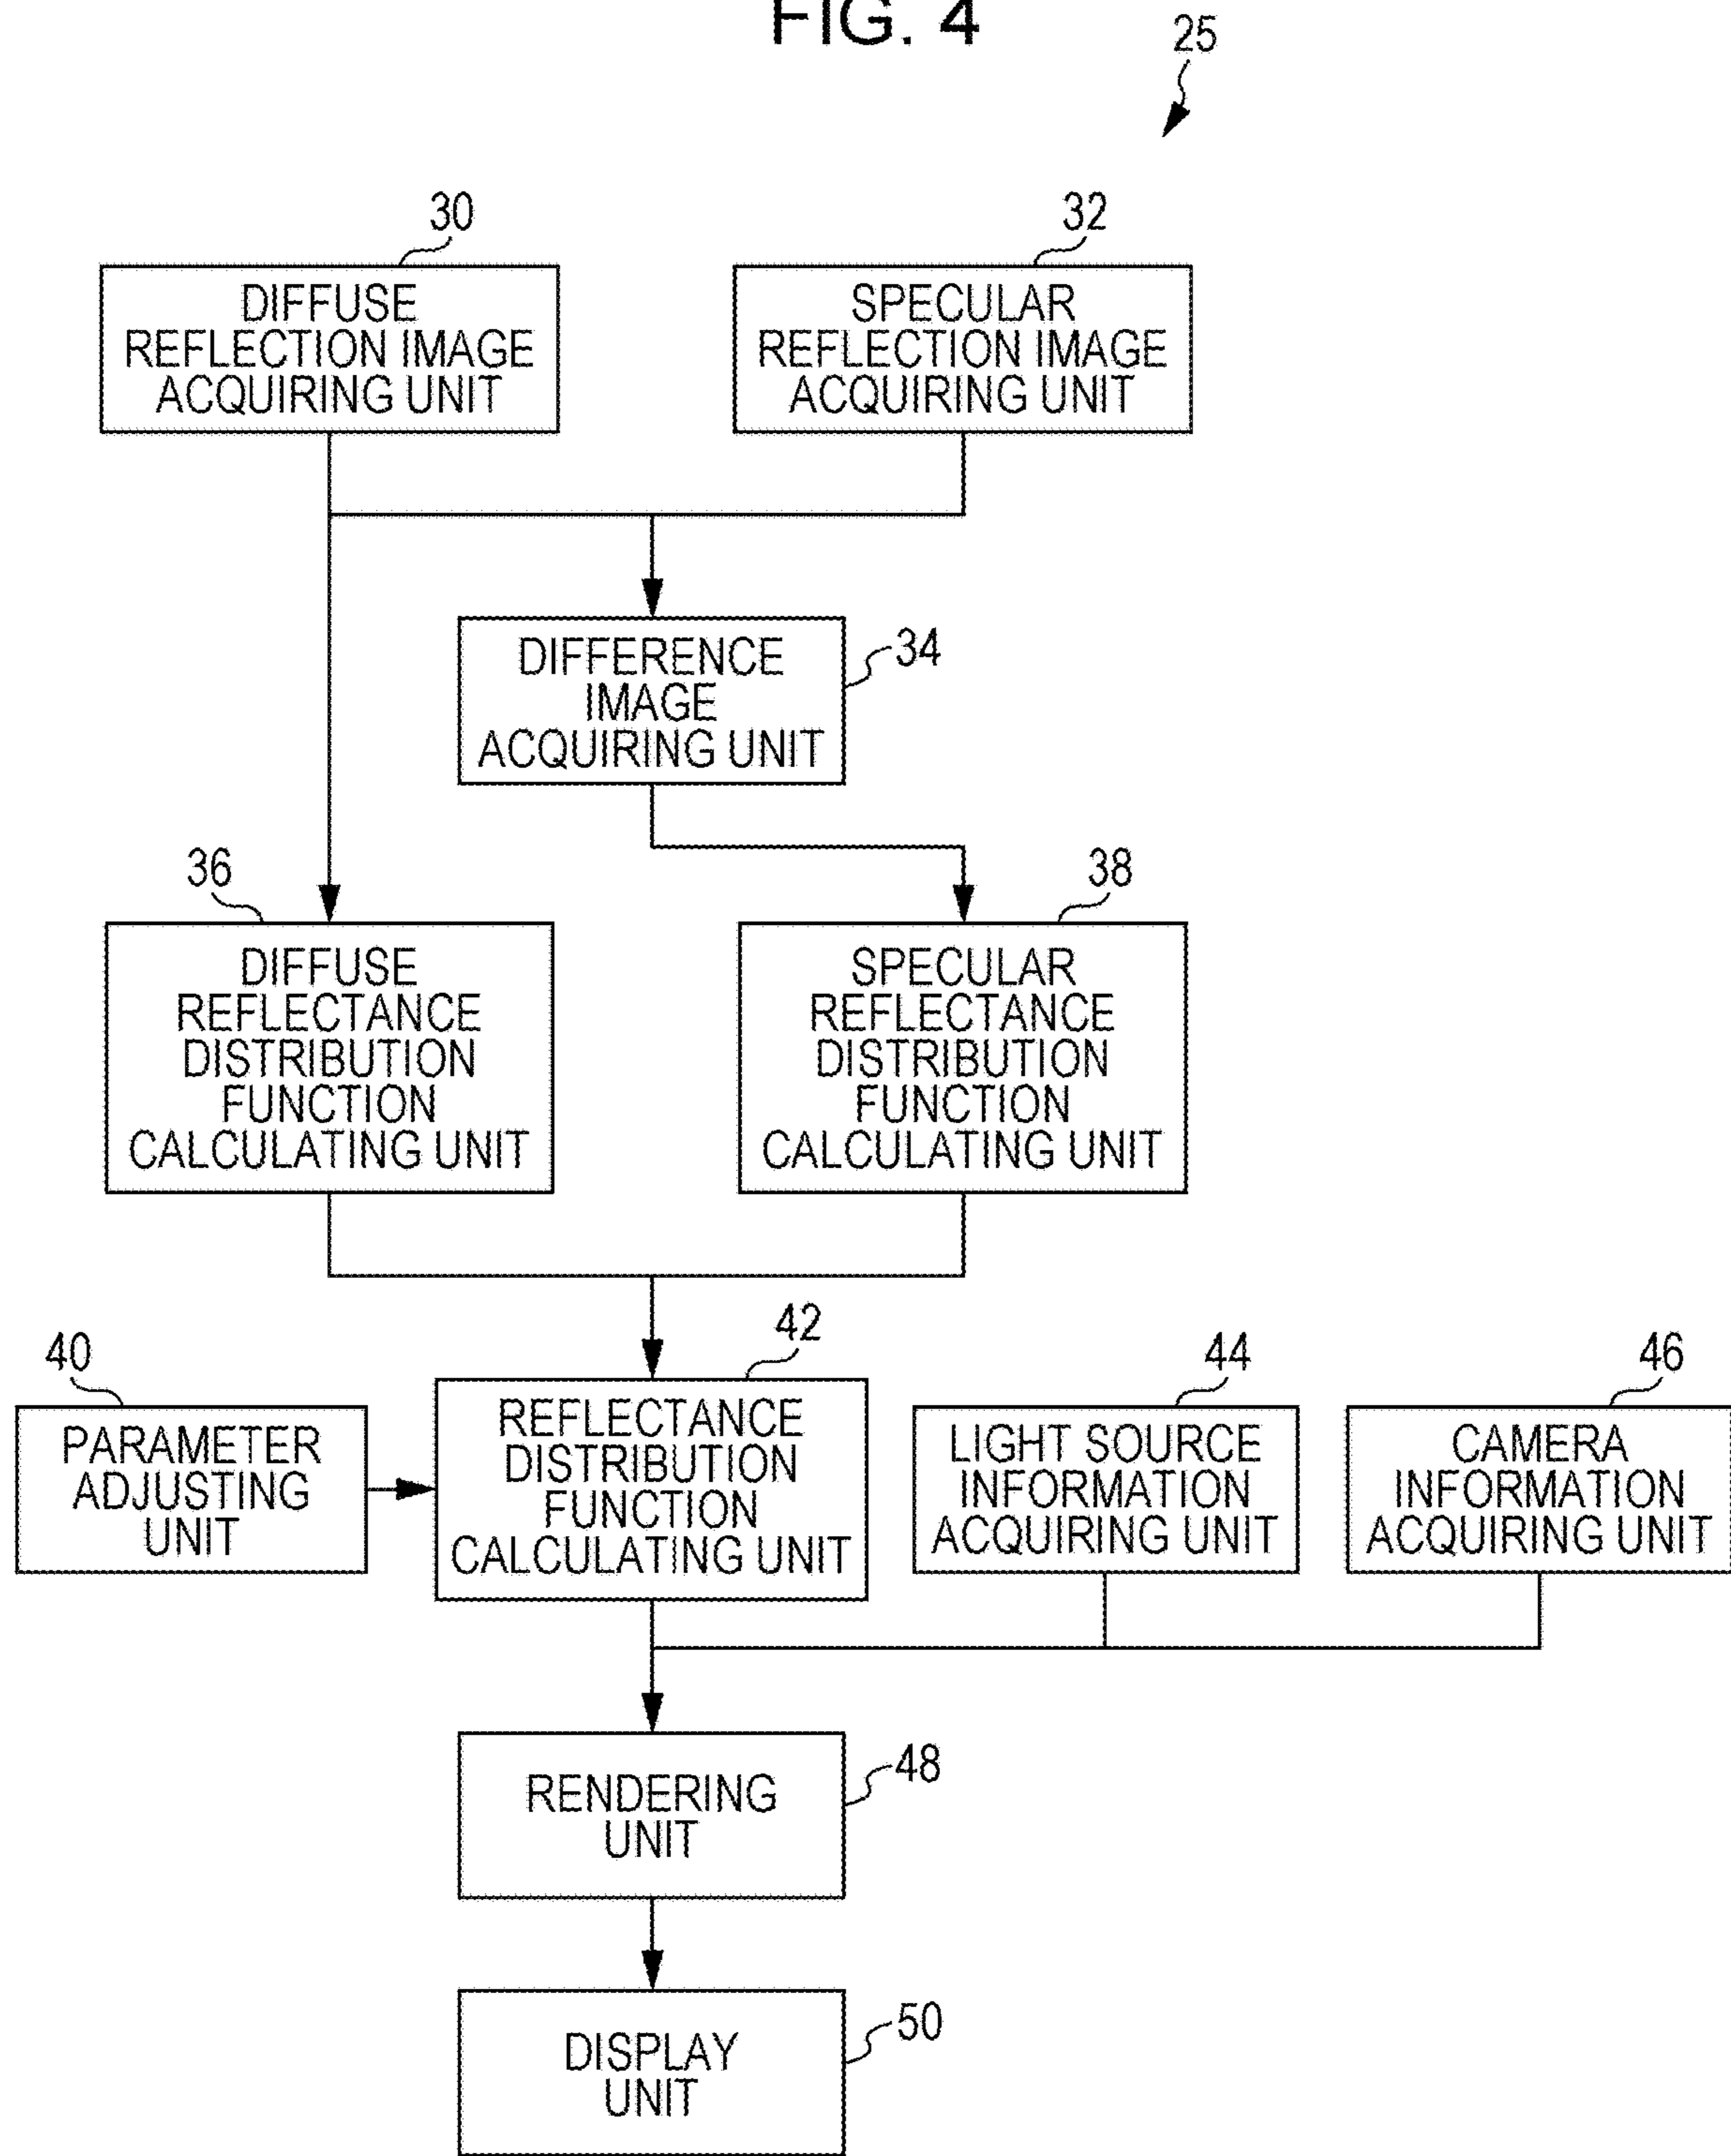 FIG. 4
25
30
32
DIFFUSE
REFLECTION IMAGE
ACQUIRING UNIT
SPECULAR
REFLECTION IMAGE
ACQUIRING UNIT
DIFFERENCE
IMAGE
ACQUIRING UNIT
34
36
38
DIFFUSE
REFLECTANCE
DISTRIBUTION
FUNCTION
CALCULATING UNIT
SPECULAR
REFLECTANCE
DISTRIBUTION
FUNCTION
CALCULATING UNIT
40
42
44
46
PARAMETER
ADJUSTING
UNIT
REFLECTANCE
DISTRIBUTION
FUNCTION
CALCULATING UNIT
LIGHT SOURCE
INFORMATION
ACQUIRING UNIT
CAMERA
INFORMATION
ACQUIRING UNIT
RENDERING
UNIT
48
DISPLAY
UNIT
50